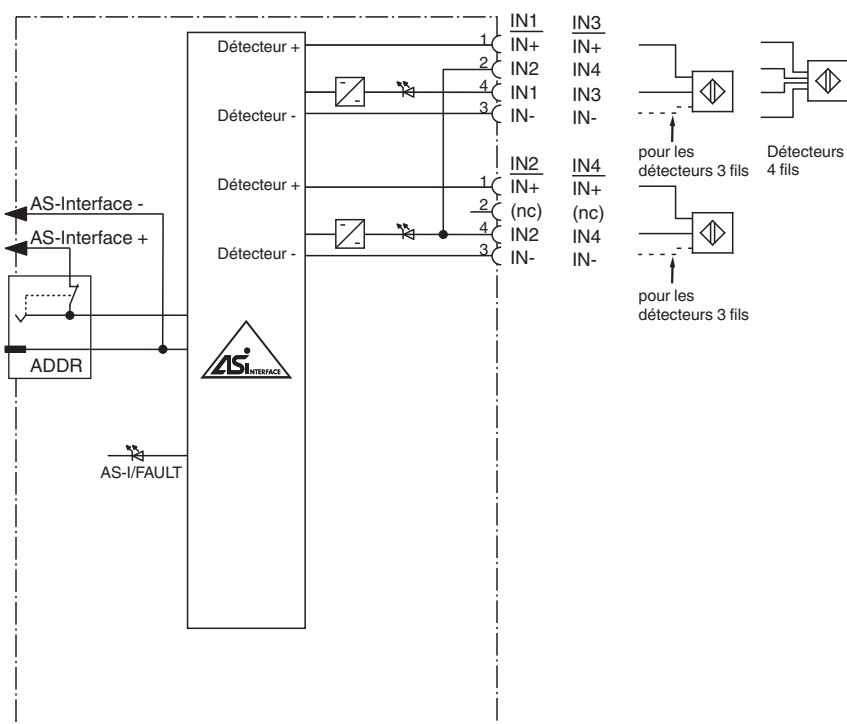 IN1 IN3
Détecteur + 1 IN+ IN+
2 IN2 IN4
4 IN1 IN3
Détecteur - 3 IN- IN-
pour les
détecteurs 3 fils
Détecteurs
4 fils
IN2 IN4
Détecteur + 1 IN+ IN+
2 (nc) (nc)
4 IN2 IN4
Détecteur - 3 IN- IN-
pour les
détecteurs 3 fils
AS-Interface -
AS-Interface +
ADDR
ASi INTERFACE
AS-I/FAULT